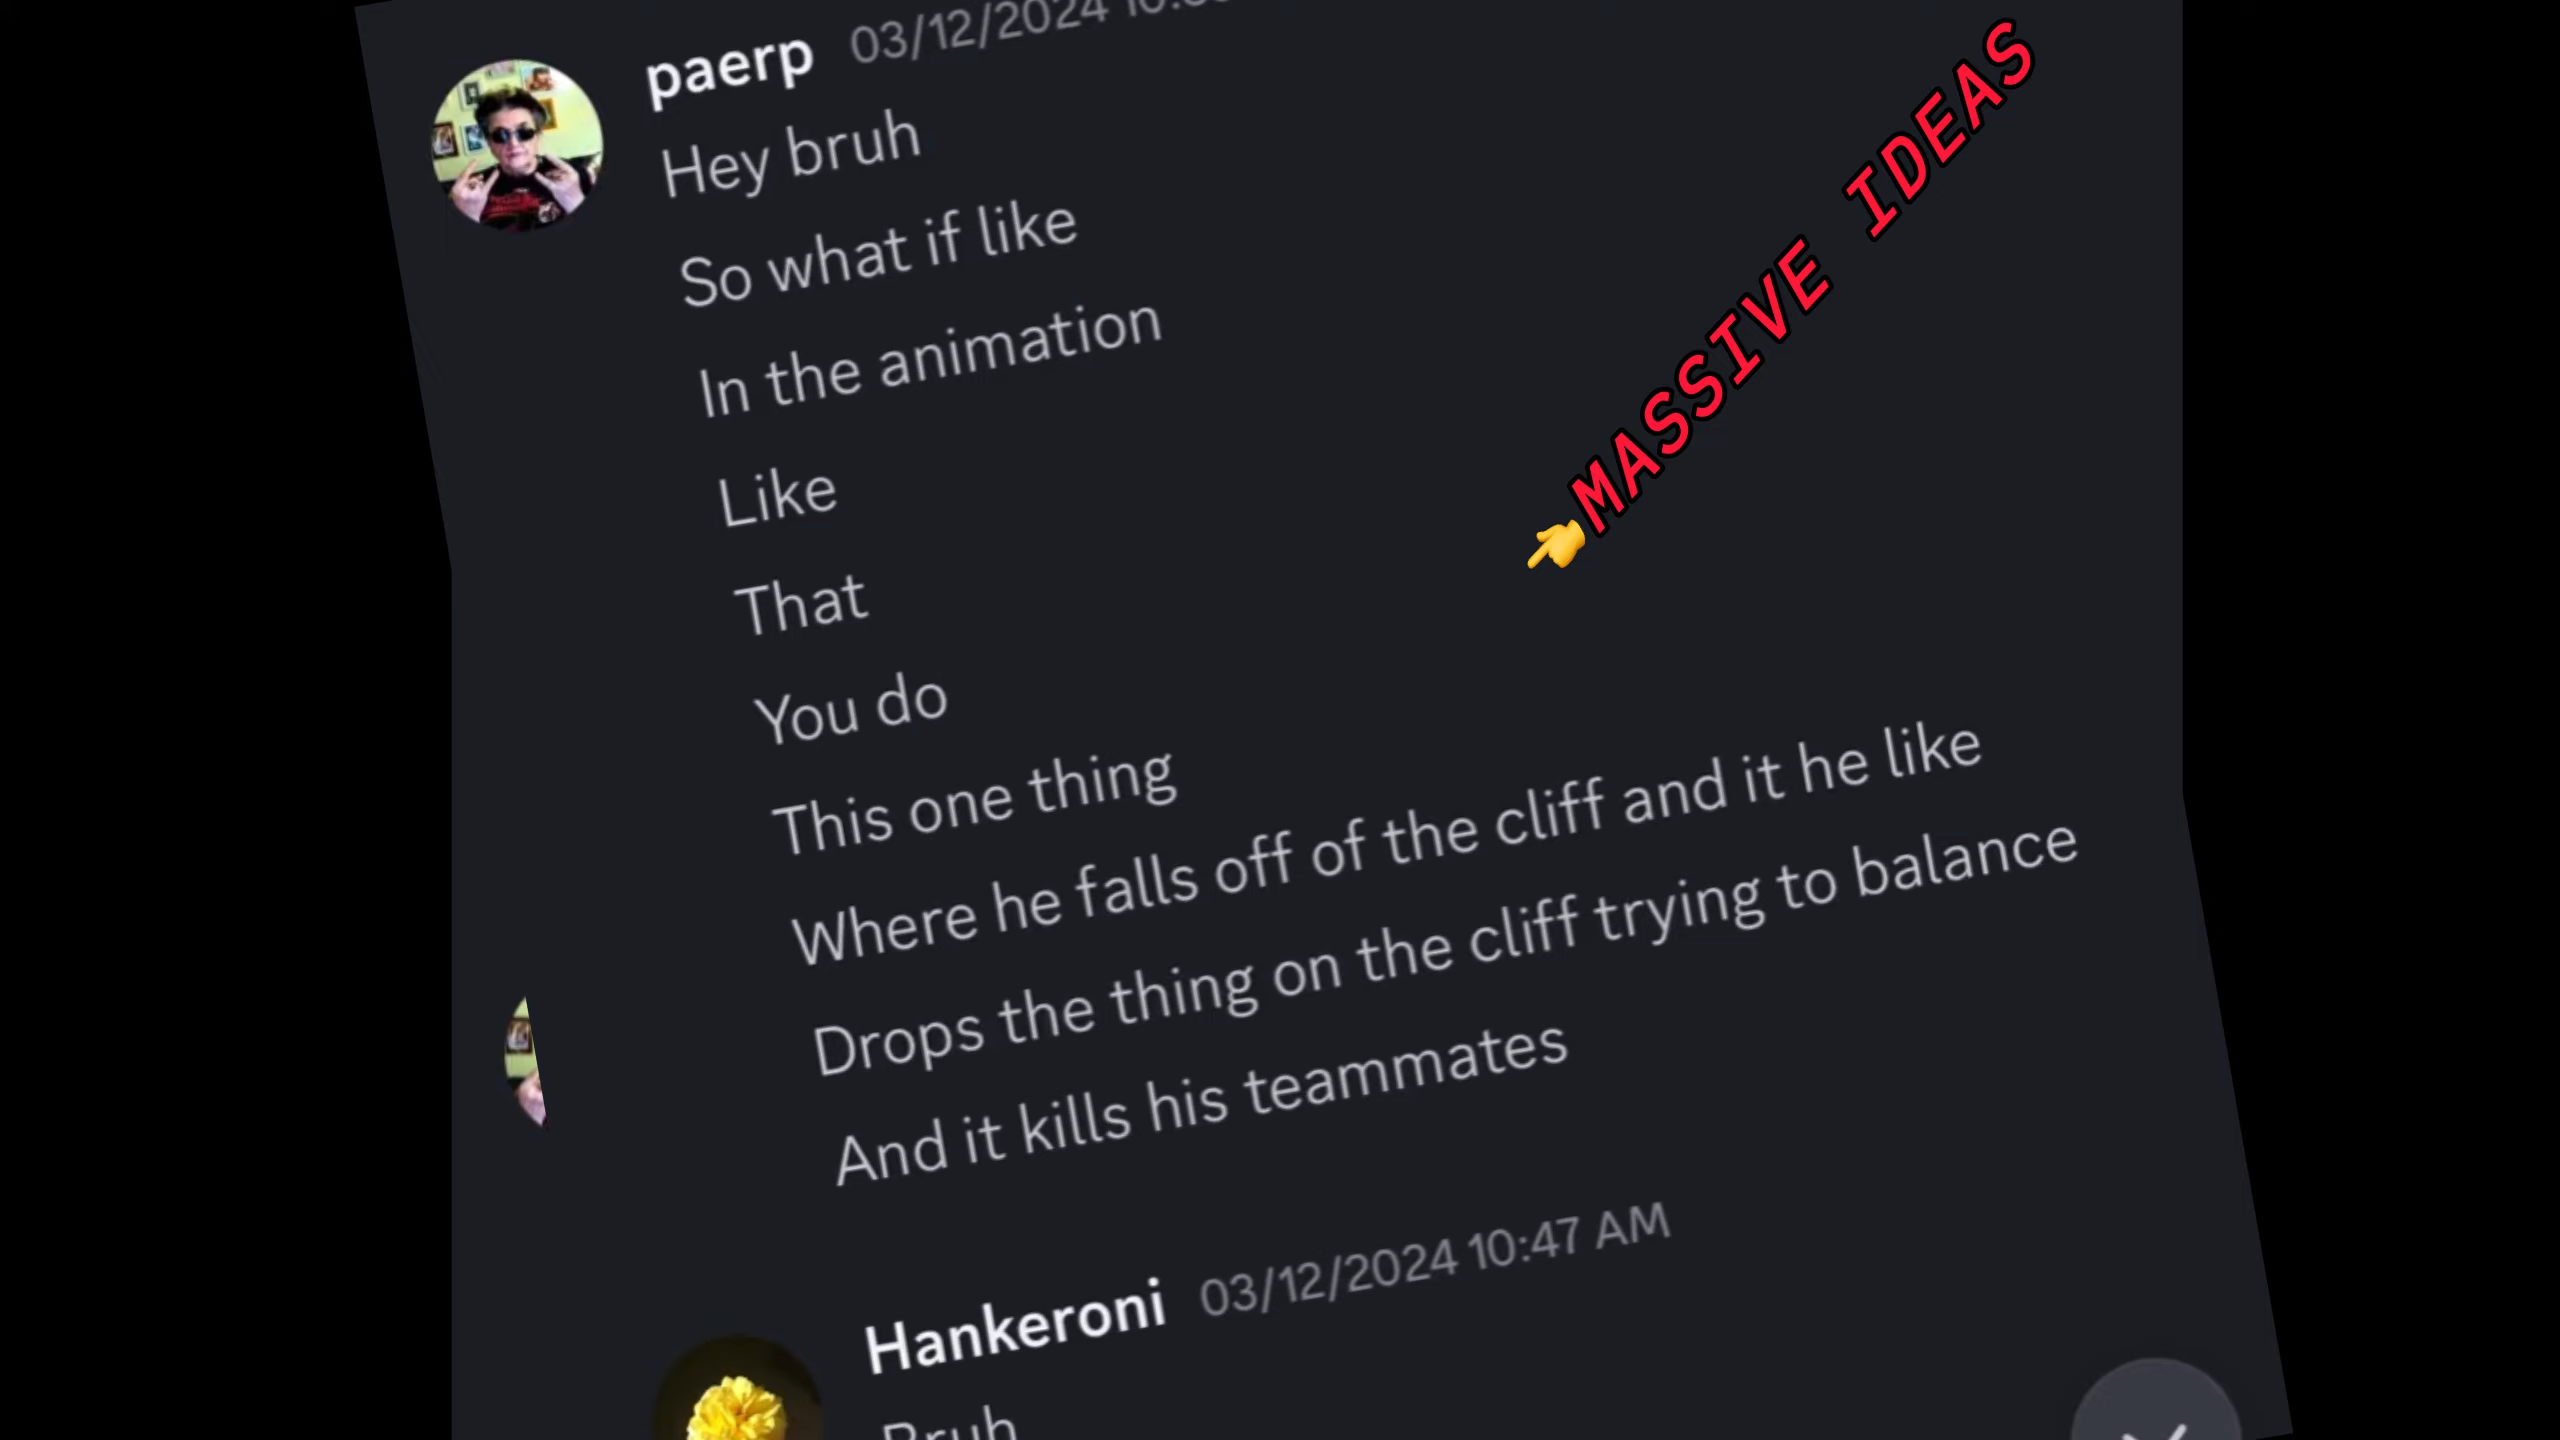 paerp 03/12/2024
Hey bruh
So what if like
In the animation
Like
That
You do
This one thing
Where he falls off of the cliff and it he like
Drops the thing on the cliff trying to balance
And it kills his teammates
MASSIVE IDEAS
Hankeroni 03/12/2024 10:47 AM
Bruh